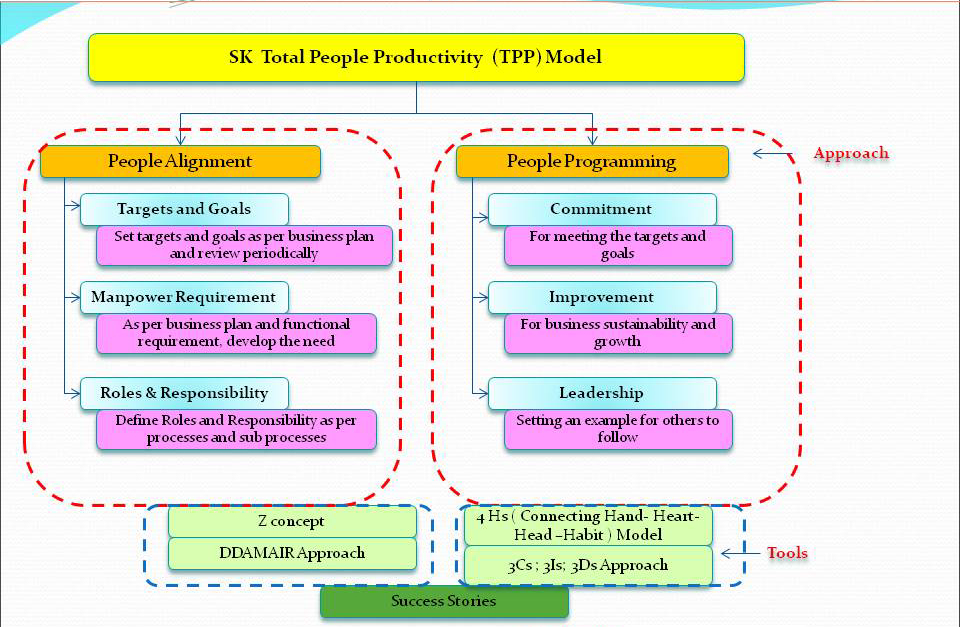 SK Total People Productivity (TPP) Model
People Alignment
People Programming
Approach
Targets and Goals
Set targets and goals as per business plan
and review periodically
Manpower Requirement
As per business plan and functional
requirement, develop the need
Roles & Responsibility
Define Roles and Responsibility as per
processes and sub processes
Commitment
For meeting the targets and
goals
Improvement
For business sustainability and
growth
Leadership
Setting an example for others to
follow
Z concept
DDAMAIR Approach
4 Hs ( Connecting Hand- Heart-
Head –Habit ) Model
3Cs ; 3Is; 3Ds Approach
Tools
Success Stories